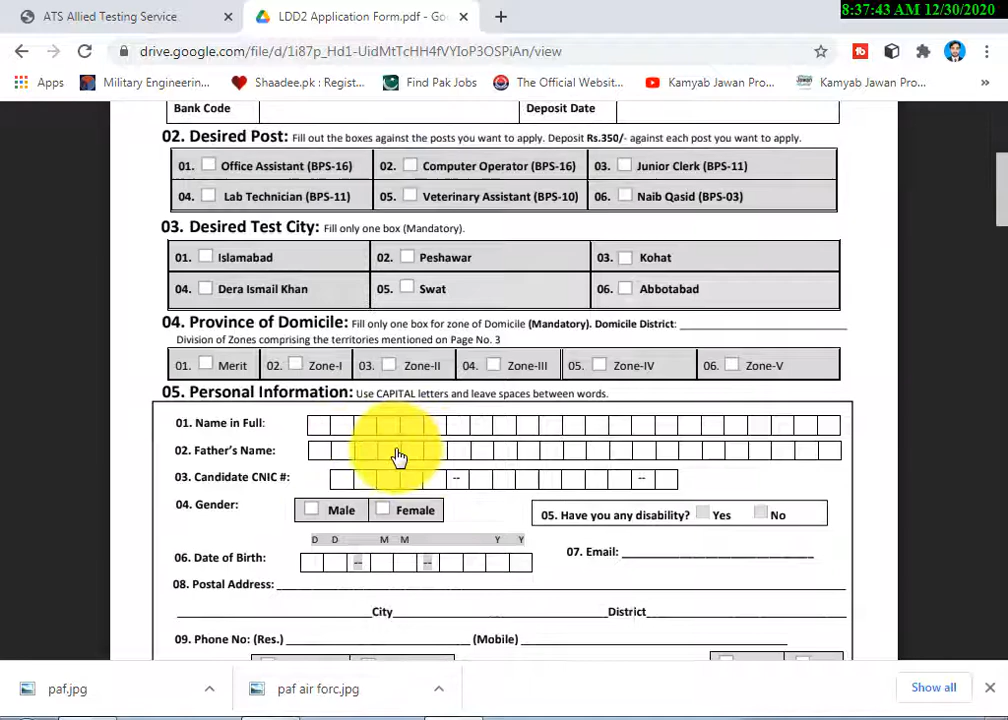 8:37:43 AM 12/30/2020
ATS Allied Testing Service
LDD2 Application Form.pdf - Go
drive.google.com/file/d/1i87p_Hd1-UidMtTcHH4fVYIoP3OSPiAn/view
Apps
Military Engineerin...
Shaadee.pk : Regist...
Find Pak Jobs
The Official Websit...
Kamyab Jawan Pro...
Kamyab Jawan Pro...
Bank Code
Deposit Date
02. Desired Post: Fill out the boxes against the posts you want to apply. Deposit Rs.350/- against each post you want to apply.
01. Office Assistant (BPS-16)
02. Computer Operator (BPS-16)
03. Junior Clerk (BPS-11)
04. Lab Technician (BPS-11)
05. Veterinary Assistant (BPS-10)
06. Naib Qasid (BPS-03)
03. Desired Test City: Fill only one box (Mandatory).
01. Islamabad
02. Peshawar
03. Kohat
04. Dera Ismail Khan
05. Swat
06. Abbotabad
04. Province of Domicile: Fill only one box for zone of Domicile (Mandatory). Domicile District:
Division of Zones comprising the territories mentioned on Page No. 3
01. Merit
02. Zone-I
03. Zone-II
04. Zone-III
05. Zone-IV
06. Zone-V
05. Personal Information: Use CAPITAL letters and leave spaces between words.
01. Name in Full:
02. Father's Name:
03. Candidate CNIC #: -- --
04. Gender: Male Female
05. Have you any disability? Yes No
D D M M Y Y
06. Date of Birth: -- --
07. Email:
08. Postal Address:
City District
09. Phone No: (Res.) (Mobile)
paf.jpg
paf air forc.jpg
Show all